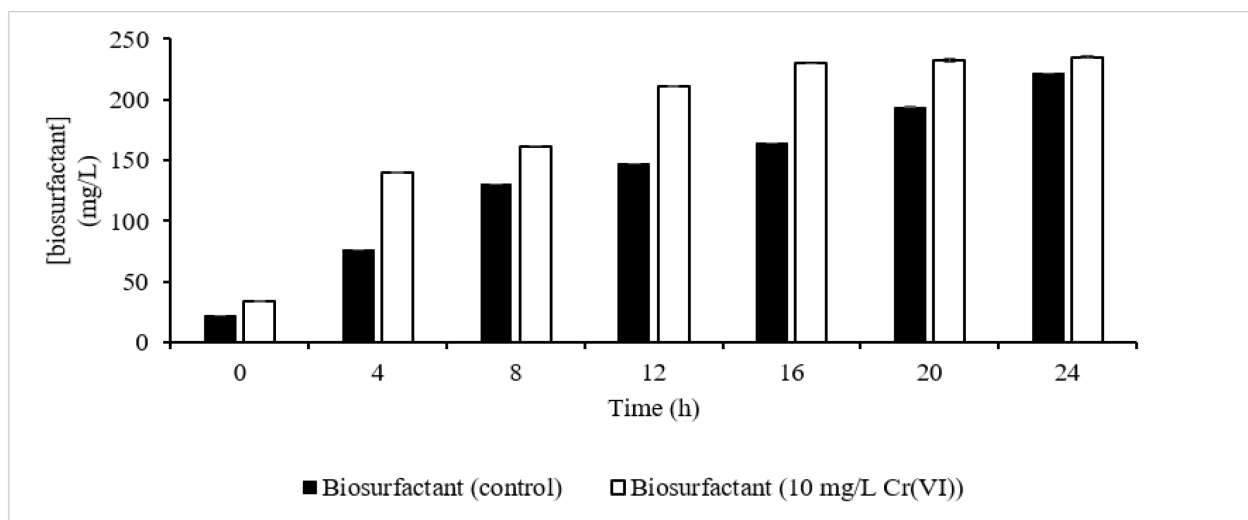 250
200
150
100
50
0
[biosurfactant]
(mg/L)
0 4 8 12 16 20 24
Time (h)
Biosurfactant (control) Biosurfactant (10 mg/L Cr(VI))